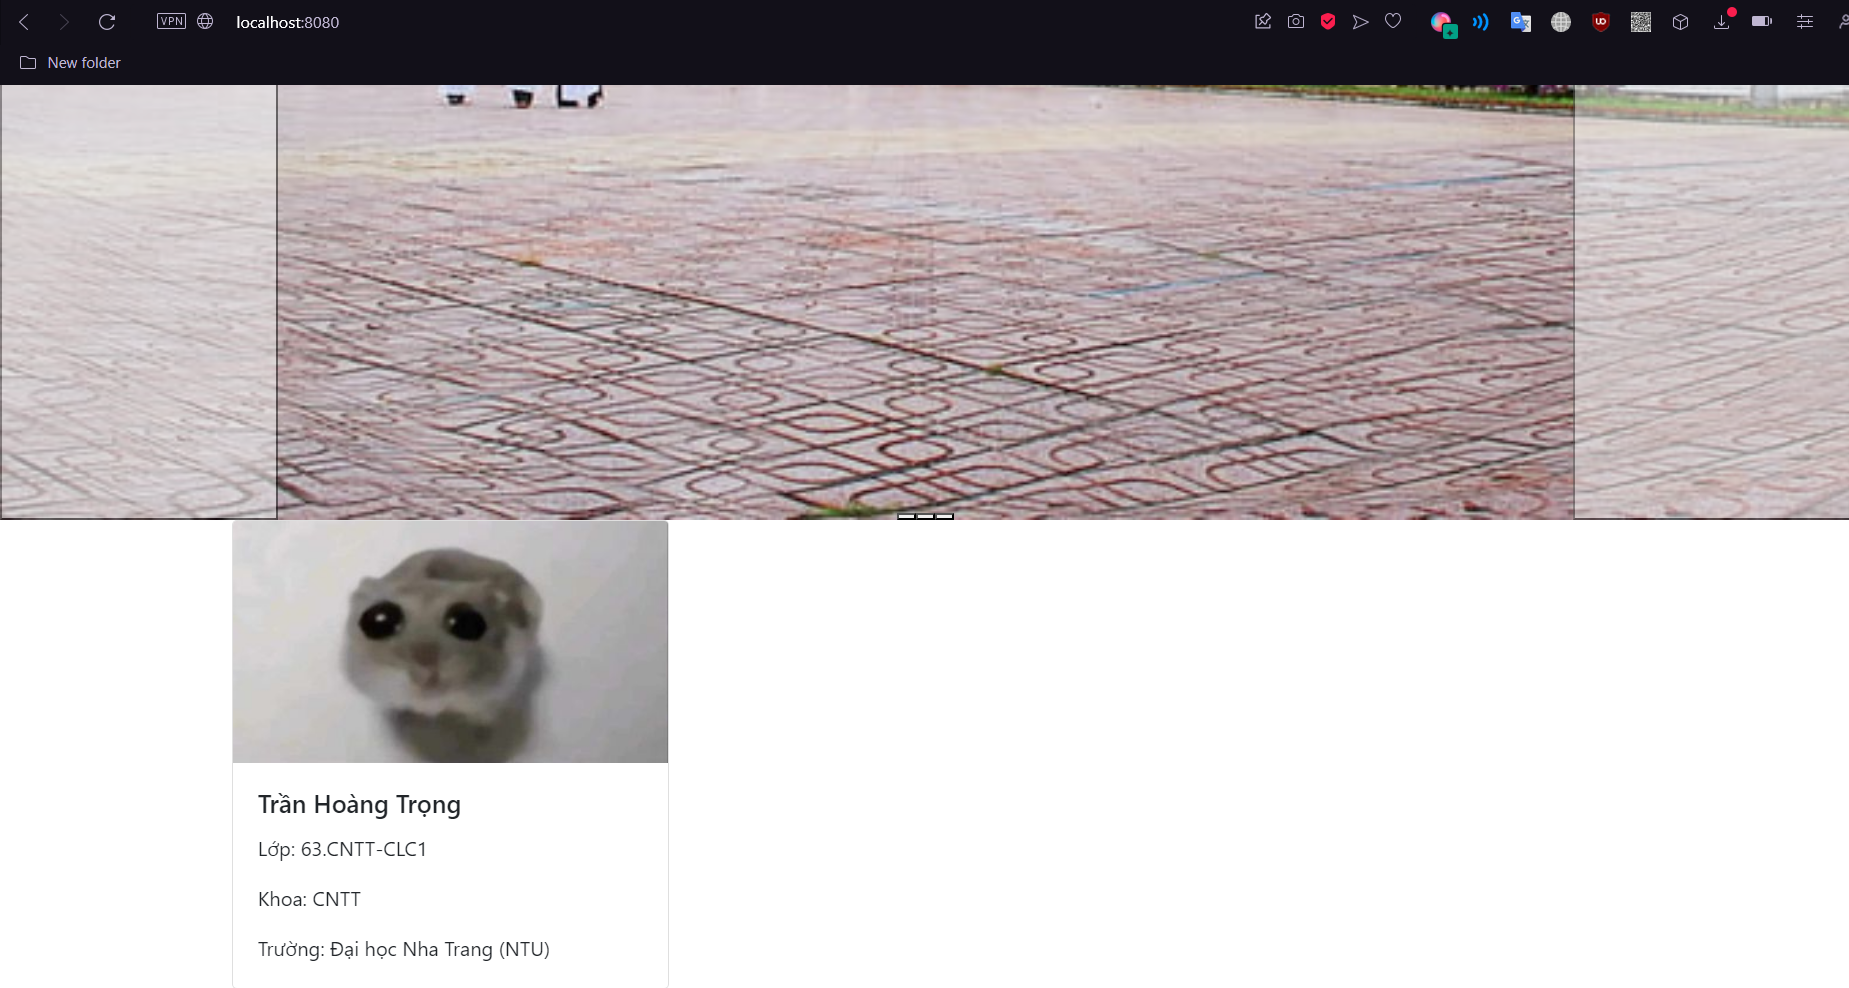 VPN
localhost:8080
New folder
Trần Hoàng Trọng
Lớp: 63.CNTT-CLC1
Khoa: CNTT
Trường: Đại học Nha Trang (NTU)